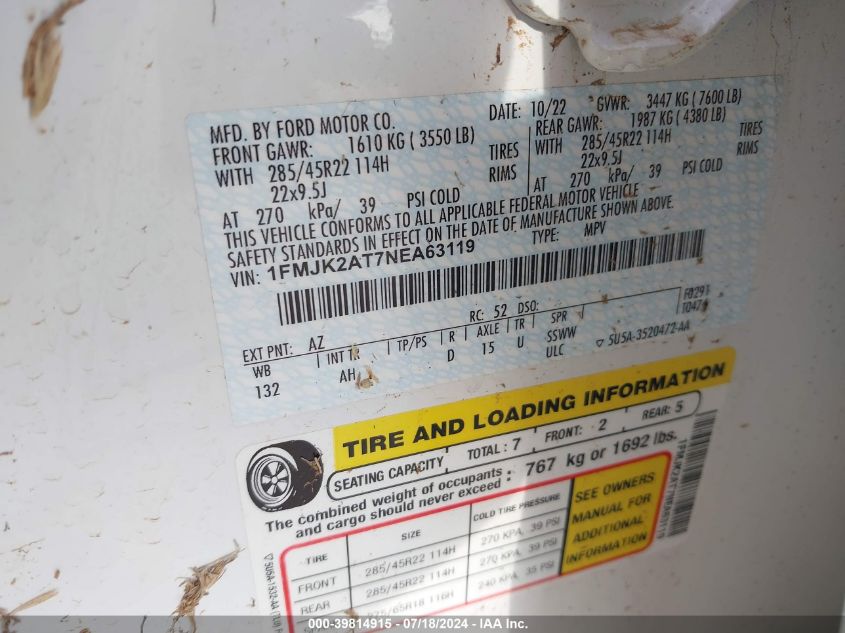 MFD. BY FORD MOTOR CO.
DATE: 10/22 GVWR: 3447 KG (7600 LB)
FRONT GAWR: 1610 KG (3550 LB)
REAR GAWR: 1987 KG (4380 LB)
WITH 285/45R22 114H TIRES
WITH 285/45R22 114H TIRES
22x9.5J RIMS
22x9.5J RIMS
AT 270 kPa/ 39 PSI COLD
AT 270 kPa/ 39 PSI COLD
THIS VEHICLE CONFORMS TO ALL APPLICABLE FEDERAL MOTOR VEHICLE
SAFETY STANDARDS IN EFFECT ON THE DATE OF MANUFACTURE SHOWN ABOVE.
VIN: 1FMJK2AT7NEA63119 TYPE: MPV
F0293
RC: 52 DSO:
EXT PNT: AZ
WB INT TR TP/PS R AXLE TR SPR
132 AH D 15 U SSWW
ULC
▽ 5U5A-3520472-AA
TIRE AND LOADING INFORMATION
SEATING CAPACITY TOTAL: 7 FRONT: 2 REAR: 5
The combined weight of occupants and cargo should never exceed : 767 kg or 1692 lbs.
TIRE SIZE COLD TIRE PRESSURE
FRONT 285/45R22 114H 270 KPA, 39 PSI
REAR 285/45R22 114H 270 KPA, 39 PSI
275/65R18 116H 240 KPA, 35 PSI
SEE OWNERS
MANUAL FOR
ADDITIONAL
INFORMATION
1FMJK2AT7NEA63119
000-39814915 - 07/18/2024 - IAA Inc.